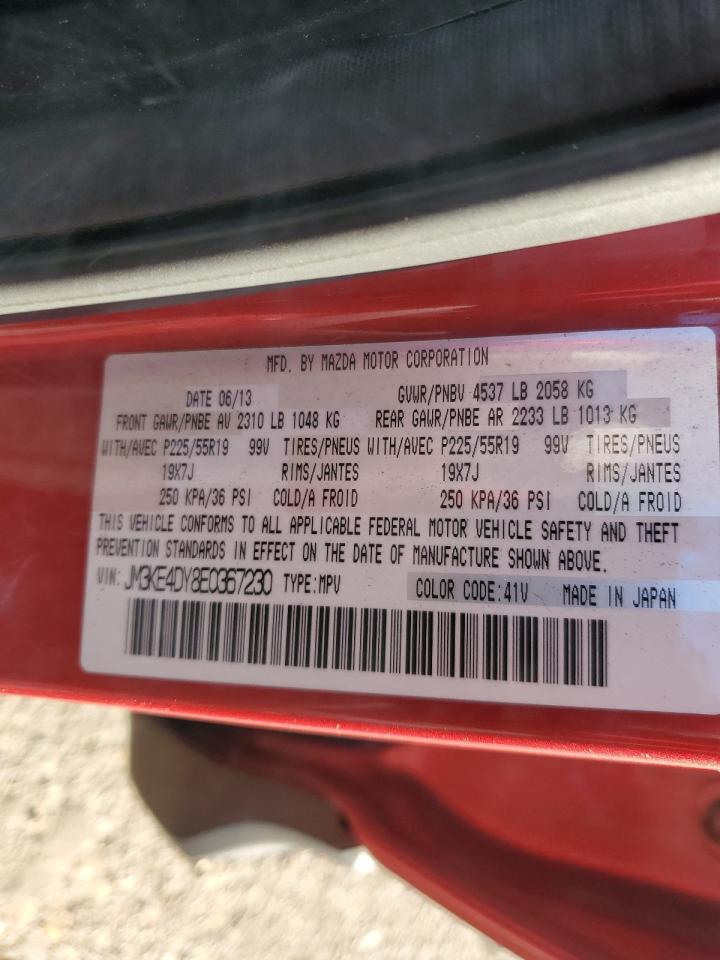 MFD. BY MAZDA MOTOR CORPORATION
DATE 06/13 GVWR/PNBV 4537 LB 2058 KG
FRONT GAWR/PNBE AV 2310 LB 1048 KG REAR GAWR/PNBE AR 2233 LB 1013 KG
WITH/AVEC P225/55R19 99V TIRES/PNEUS WITH/AVEC P225/55R19 99V TIRES/PNEUS
19X7J RIMS/JANTES 19X7J RIMS/JANTES
250 KPA/36 PSI COLD/A FROID 250 KPA/36 PSI COLD/A FROID
THIS VEHICLE CONFORMS TO ALL APPLICABLE FEDERAL MOTOR VEHICLE SAFETY AND THEFT
PREVENTION STANDARDS IN EFFECT ON THE DATE OF MANUFACTURE SHOWN ABOVE.
VIN: JM3KE4DY8E0367230 TYPE:MPV COLOR CODE:41V MADE IN JAPAN